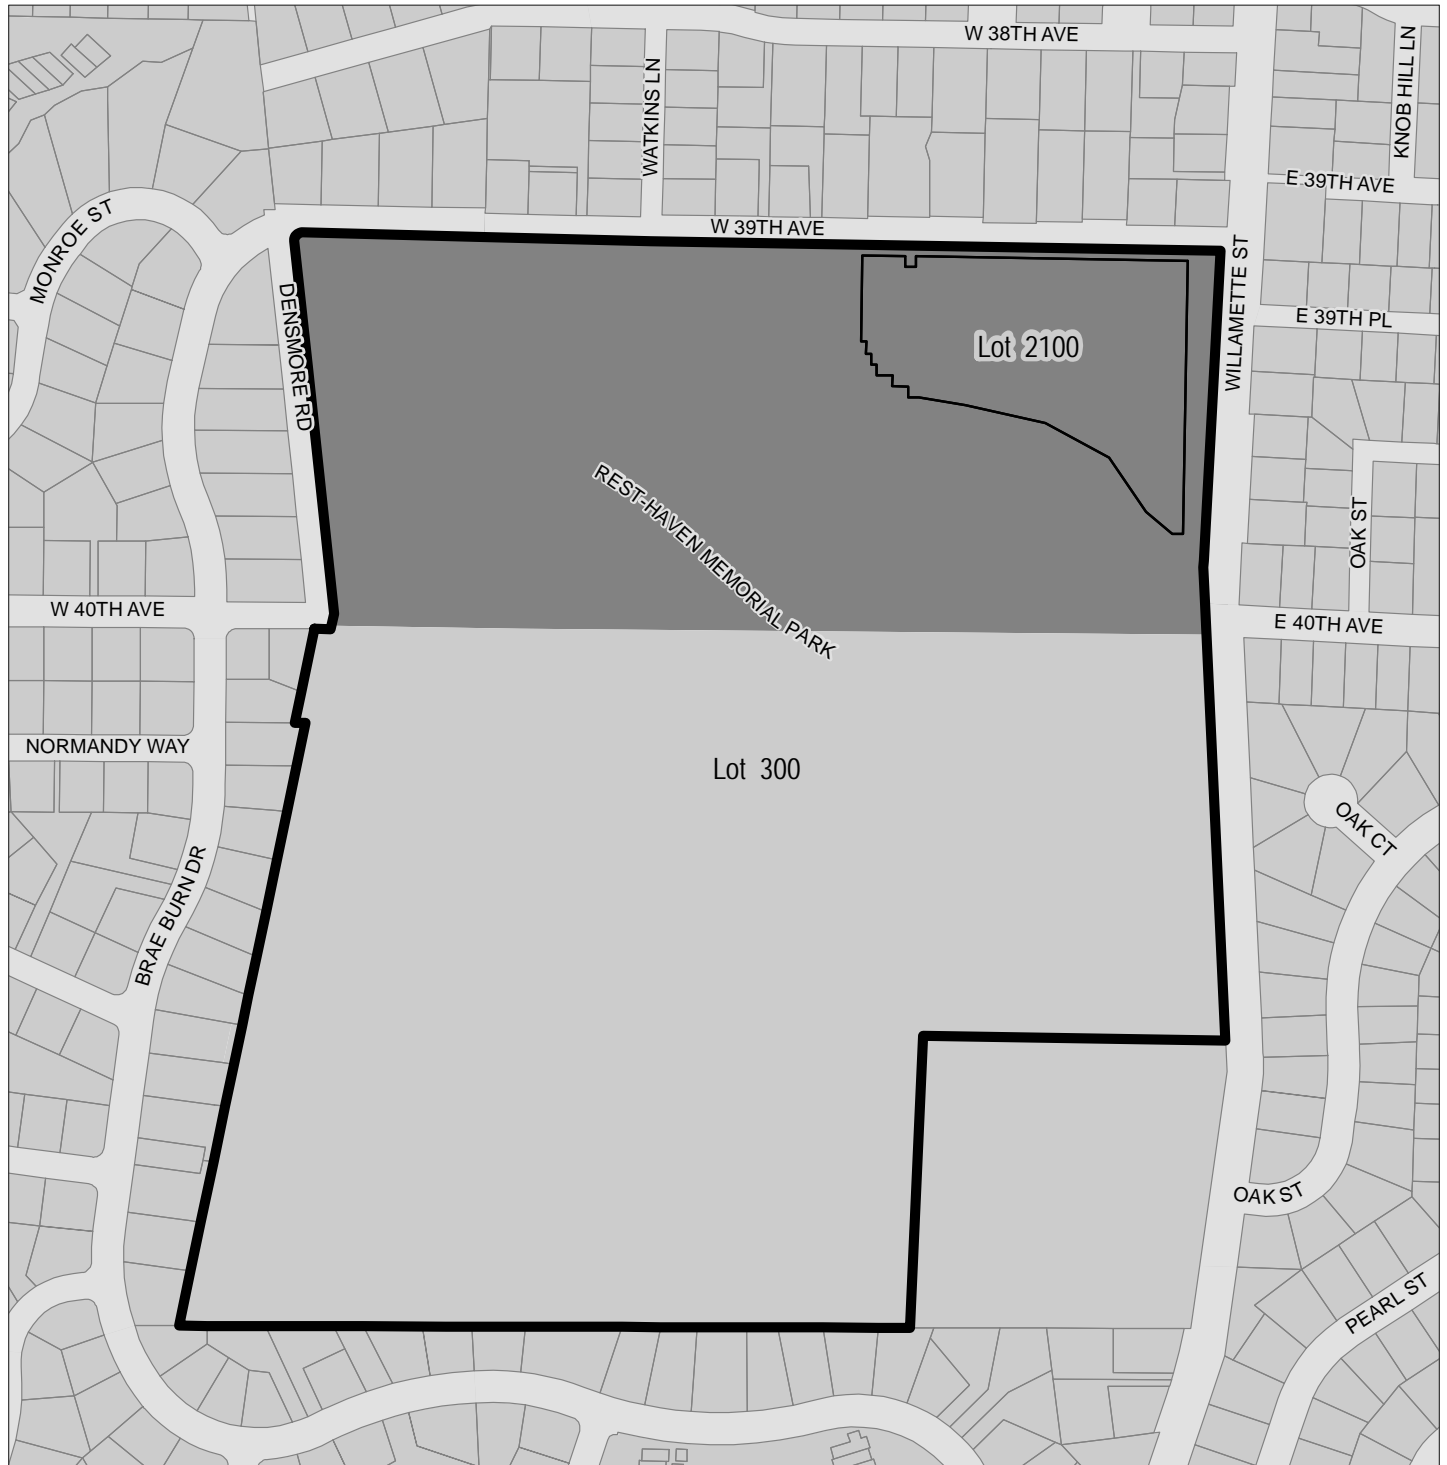 W 38TH AVE
KNOB HILL LN
WATKINS LN
E 39TH AVE
MONROE ST
W 39TH AVE
WILLAMETTE ST
DENSMORE RD
E 39TH PL
Lot 2100
REST-HAVEN MEMORIAL PARK
OAK ST
W 40TH AVE
E 40TH AVE
NORMANDY WAY
Lot 300
OAK CT
BRAE BURN DR
OAK ST
PEARL ST